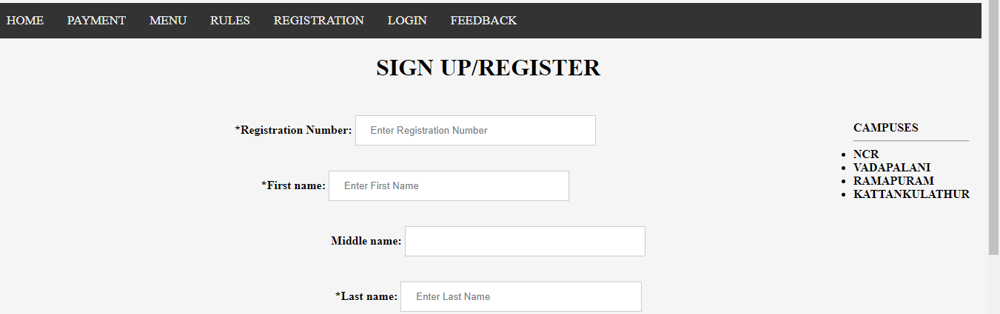 HOME PAYMENT MENU RULES REGISTRATION LOGIN FEEDBACK
SIGN UP/REGISTER
*Registration Number: Enter Registration Number
*First name: Enter First Name
Middle name:
*Last name: Enter Last Name
CAMPUSES
NCR
VADAPALANI
RAMAPURAM
KATTANKULATHUR